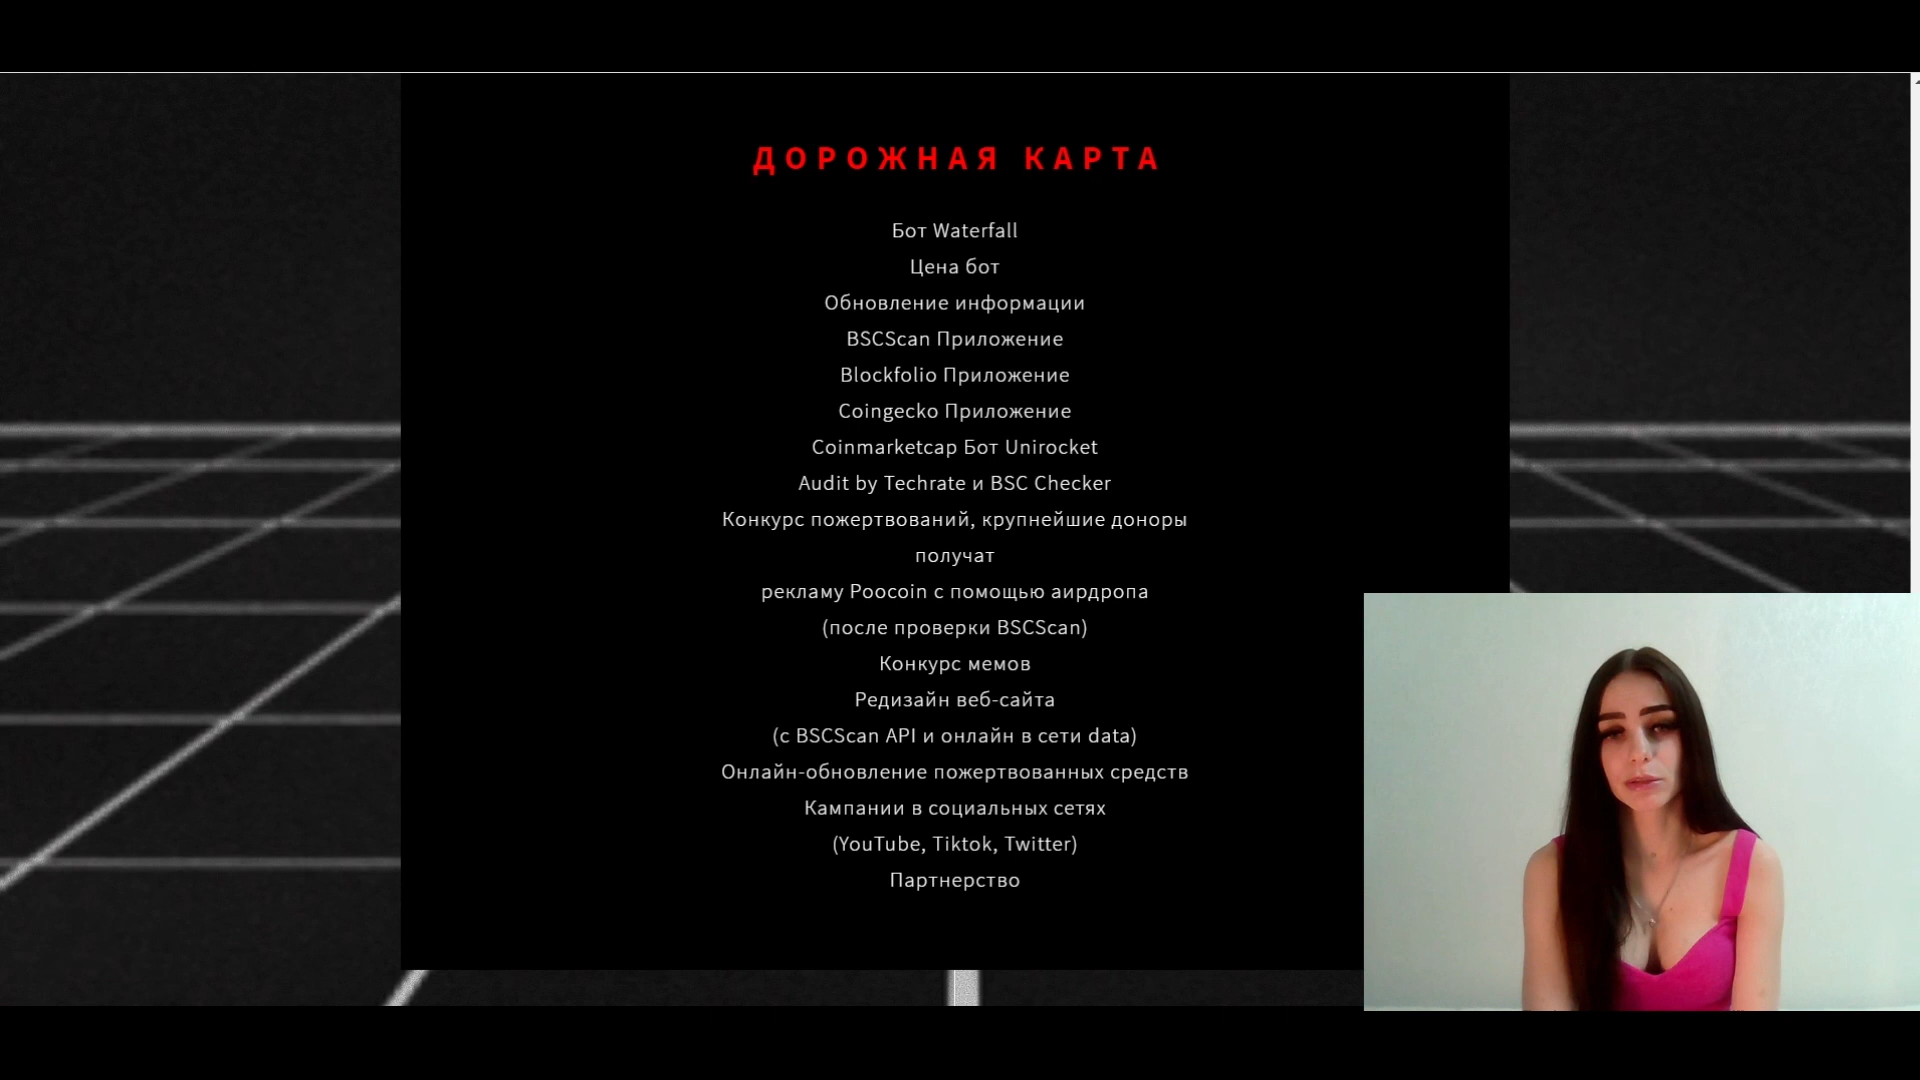 ДОРОЖНАЯ КАРТА
Бот Waterfall
Цена бот
Обновление информации
BSCScan Приложение
Blockfolio Приложение
Coingecko Приложение
Coinmarketcap Бот Unirocket
Audit by Techrate и BSC Checker
Конкурс пожертвований, крупнейшие доноры
получат
рекламу Poocoin с помощью аирдропа
(после проверки BSCScan)
Конкурс мемов
Редизайн веб-сайта
(с BSCScan API и онлайн в сети data)
Онлайн-обновление пожертвованных средств
Кампании в социальных сетях
(YouTube, Tiktok, Twitter)
Партнерство